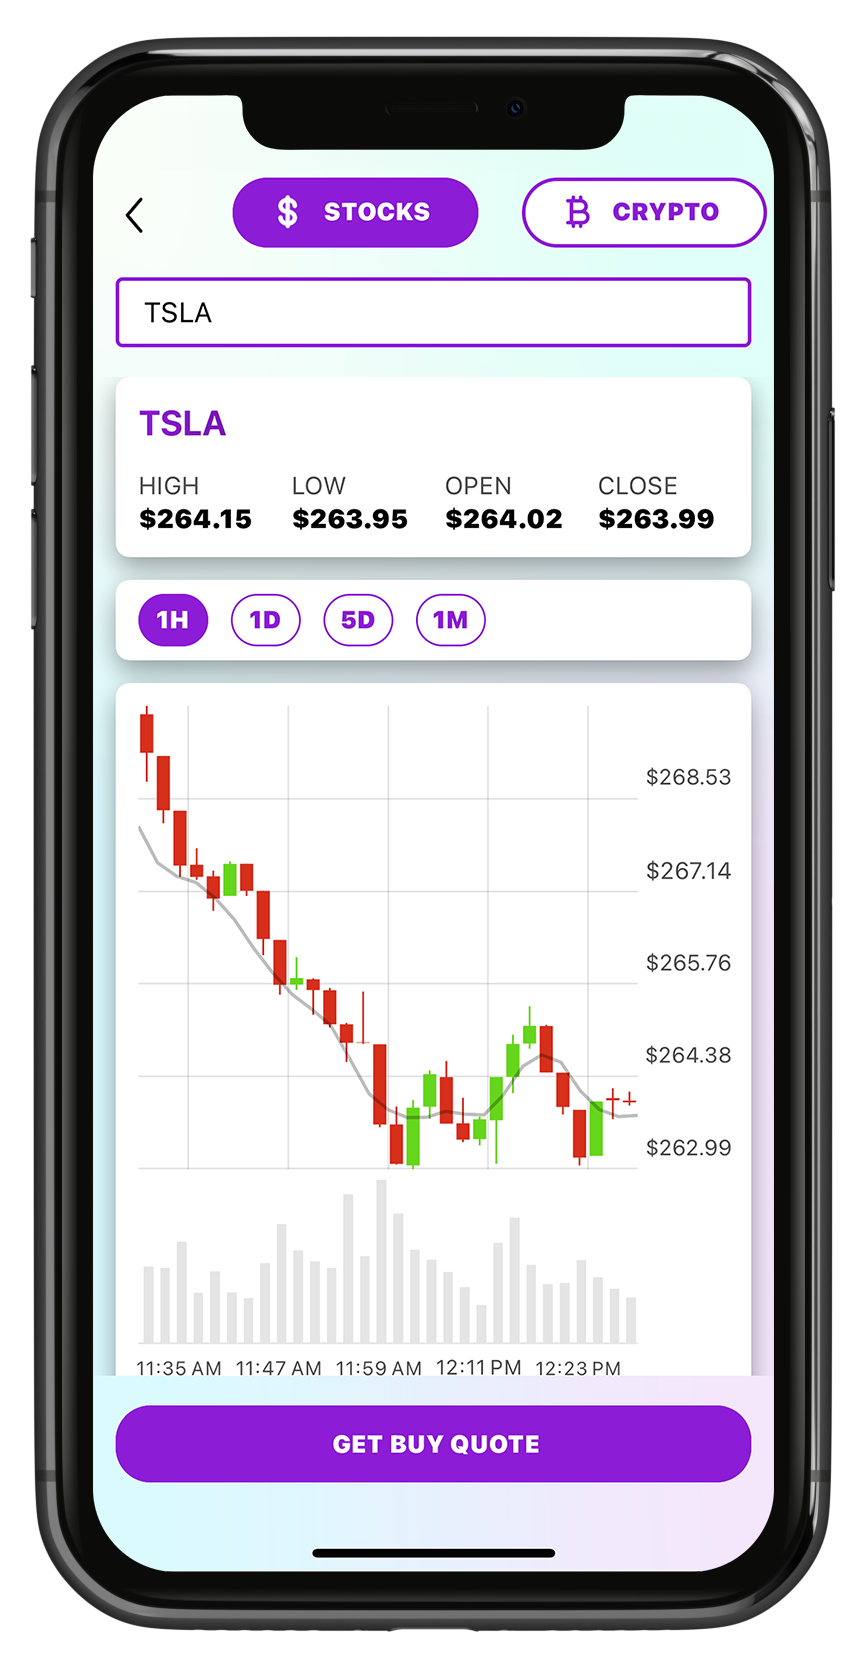 $ STOCKS
CRYPTO
TSLA
TSLA
HIGH LOW OPEN CLOSE
$264.15 $263.95 $264.02 $263.99
1H 1D 5D 1M
$268.53
$267.14
$265.76
$264.38
$262.99
11:35 AM 11:47 AM 11:59 AM 12:11 PM 12:23 PM
GET BUY QUOTE